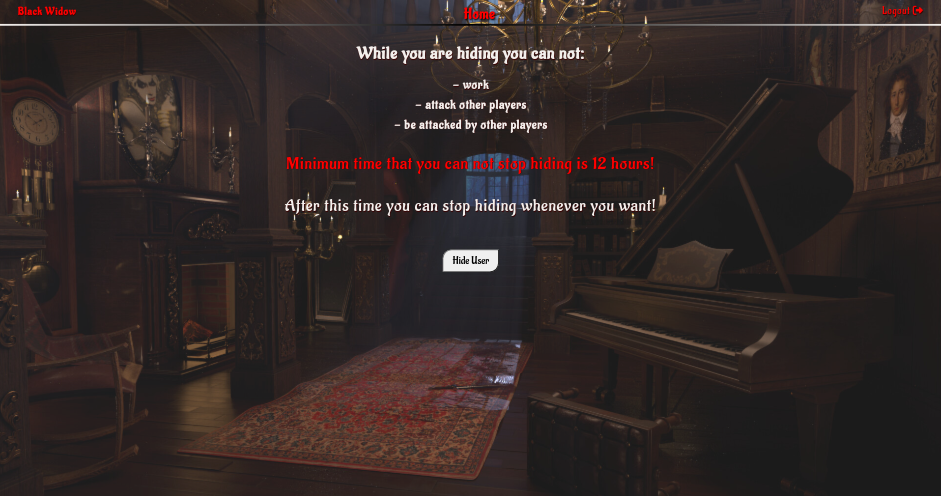 Black Widow
Home
Logout
While you are hiding you can not:
- work
- attack other players
- be attacked by other players
Minimum time that you can not stop hiding is 12 hours!
After this time you can stop hiding whenever you want!
Hide User